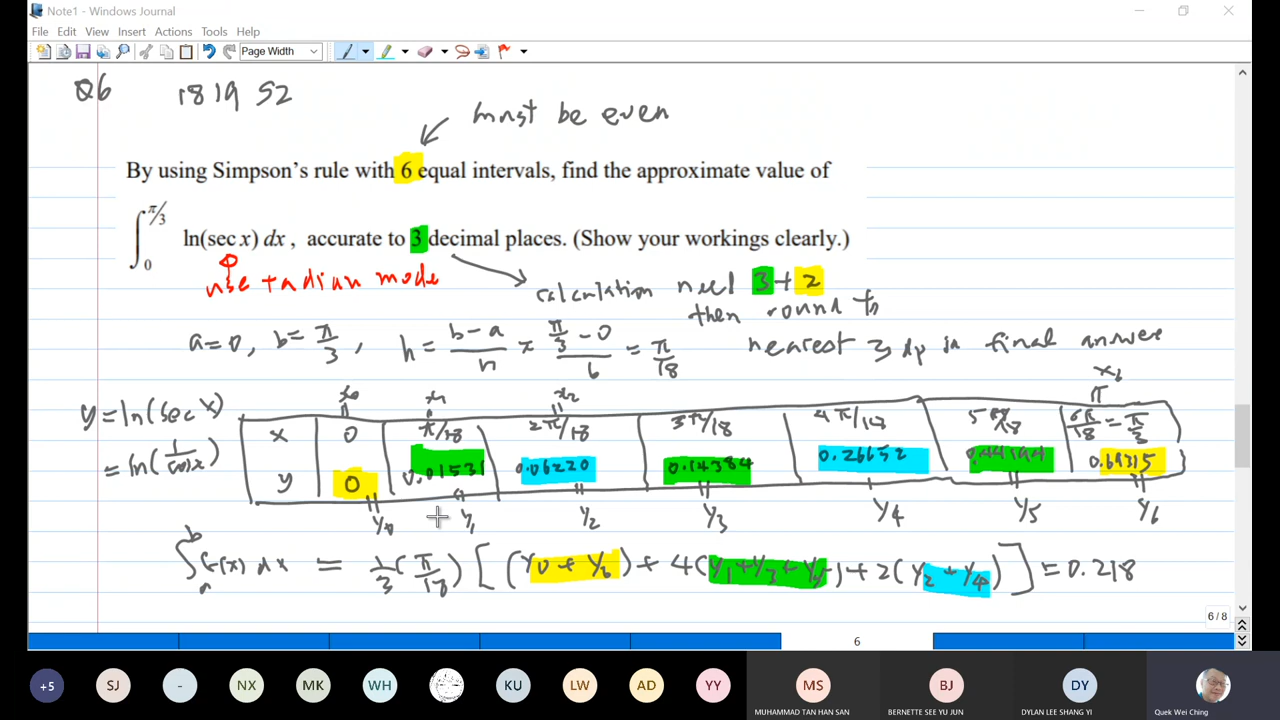 Note1 - Windows Journal
File Edit View Insert Actions Tools Help
Page Width
Q6 1819 S2
must be even
By using Simpson's rule with 6 equal intervals, find the approximate value of
∫₀^π/3 ln(sec x) dx , accurate to 3 decimal places. (Show your workings clearly.)
use radian mode
calculation need 3+2
then round to
nearest 3 dp in final answer
a=0, b=π/3, h = (b-a)/n = (π/3 - 0)/6 = π/18
y=ln(sec x)
=ln(1/cos x)
x₀ x₁ x₂ x₆
x 0 π/18 2π/18 3π/18 4π/18 5π/18 6π/18 = π/3
y 0 0.01531 0.06220 0.14384 0.26652 0.69315
y₀ y₁ y₂ y₃ y₄ y₅ y₆
∫ₐᵇ f(x) dx = 1/3 (π/18) [(y₀ + y₆) + 4(y₁+y₃+y₅) + 2(y₂+y₄)] = 0.218
6/8
6
+5 SJ - NX MK WH KU LW AD YY MS BJ DY
MUHAMMAD TAN HAN SAN BERNETTE SEE YU JUN DYLAN LEE SHANG YI Quek Wei Ching